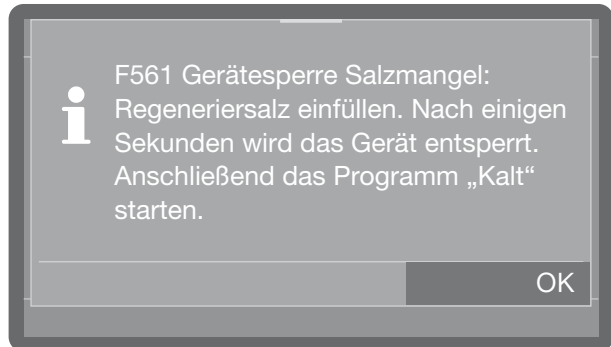 F561 Gerätesperre Salzmangel:
Regeneriersalz einfüllen. Nach einigen
Sekunden wird das Gerät entsperrt.
Anschließend das Programm „Kalt“
starten.
OK